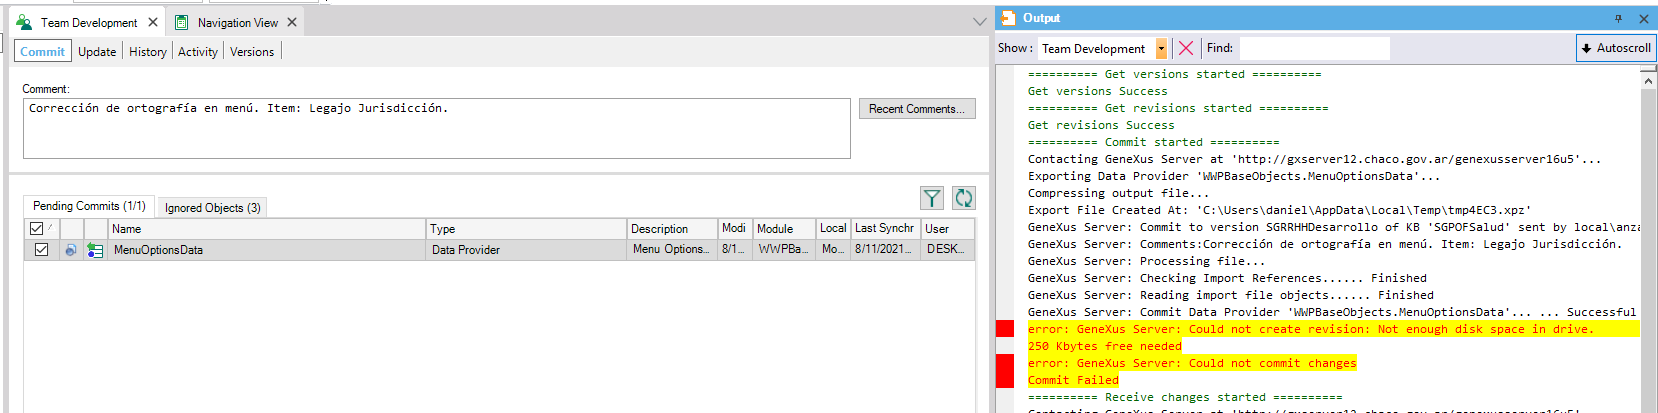 Team Development
Navigation View
Commit Update History Activity Versions
Comment:
Corrección de ortografía en menú. Item: Legajo Jurisdicción.
Recent Comments...
Pending Commits (1/1) Ignored Objects (3)
Name Type Description Modi Module Local Last Synchr User
MenuOptionsData Data Provider Menu Options... 8/1... WWPBa... Mo... 8/11/2021... DESK...
Output
Show : Team Development Find: Autoscroll
========== Get versions started ==========
Get versions Success
========== Get revisions started ==========
Get revisions Success
========== Commit started ==========
Contacting GeneXus Server at 'http://gxserver12.chaco.gov.ar/genexusserver16u5'...
Exporting Data Provider 'WWPBaseObjects.MenuOptionsData'...
Compressing output file...
Export File Created At: 'C:\Users\daniel\AppData\Local\Temp\tmp4EC3.xpz'
GeneXus Server: Commit to version SGRRHHDesarrollo of KB 'SGPOFSalud' sent by local\anza
GeneXus Server: Comments:Corrección de ortografía en menú. Item: Legajo Jurisdicción.
GeneXus Server: Processing file...
GeneXus Server: Checking Import References...... Finished
GeneXus Server: Reading import file objects...... Finished
GeneXus Server: Commit Data Provider 'WWPBaseObjects.MenuOptionsData'... ... Successful
error: GeneXus Server: Could not create revision: Not enough disk space in drive.
250 Kbytes free needed
error: GeneXus Server: Could not commit changes
Commit Failed
========== Receive changes started ==========